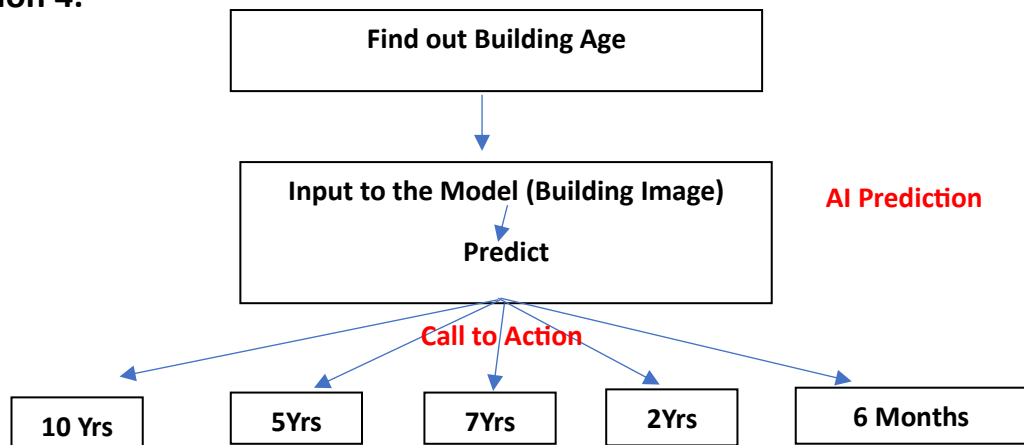 Find out Building Age
Input to the Model (Building Image)
AI Prediction
Predict
Call to Action
10 Yrs
5Yrs
7Yrs
2Yrs
6 Months